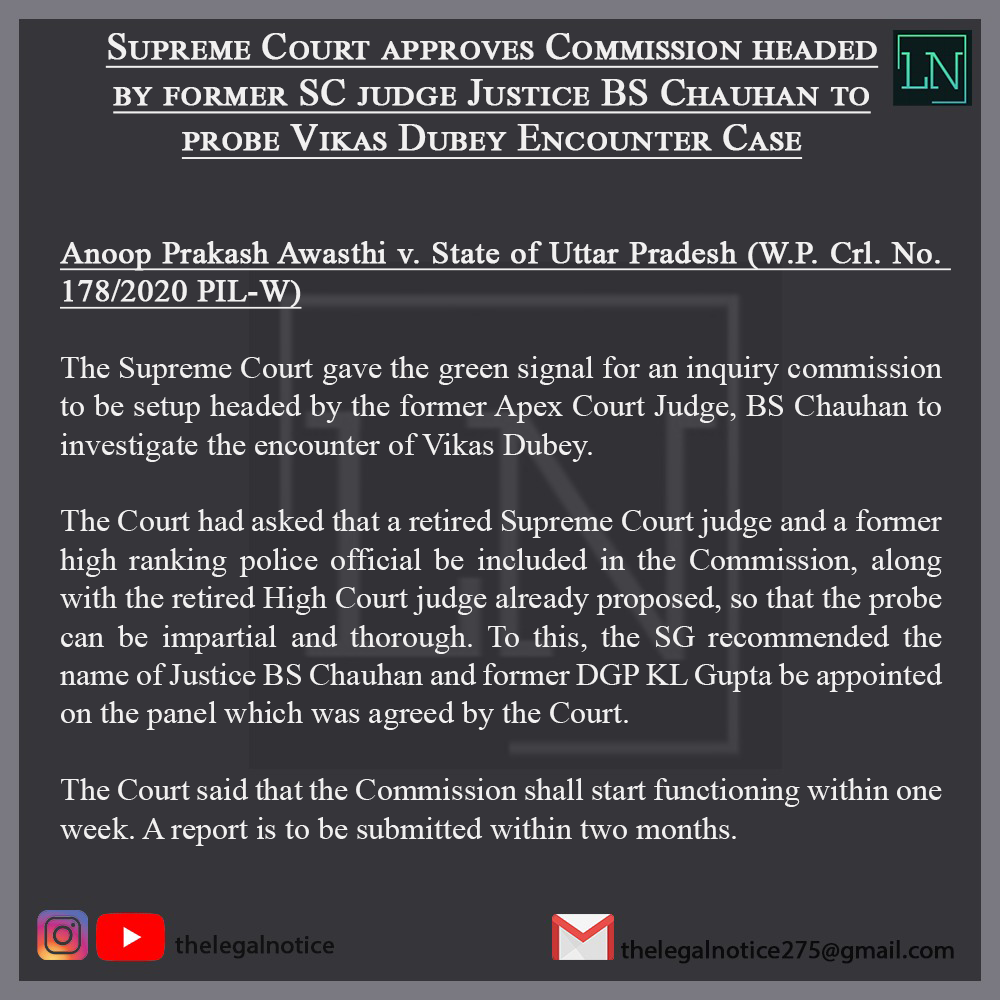 SUPREME COURT APPROVES COMMISSION HEADED
BY FORMER SC JUDGE JUSTICE BS CHAUHAN TO
PROBE VIKAS DUBEY ENCOUNTER CASE
LN
Anoop Prakash Awasthi v. State of Uttar Pradesh (W.P. Crl. No.
178/2020 PIL-W)
The Supreme Court gave the green signal for an inquiry commission
to be setup headed by the former Apex Court Judge, BS Chauhan to
investigate the encounter of Vikas Dubey.
The Court had asked that a retired Supreme Court judge and a former
high ranking police official be included in the Commission, along
with the retired High Court judge already proposed, so that the probe
can be impartial and thorough. To this, the SG recommended the
name of Justice BS Chauhan and former DGP KL Gupta be appointed
on the panel which was agreed by the Court.
The Court said that the Commission shall start functioning within one
week. A report is to be submitted within two months.
thelegalnotice
thelegalnotice275@gmail.com